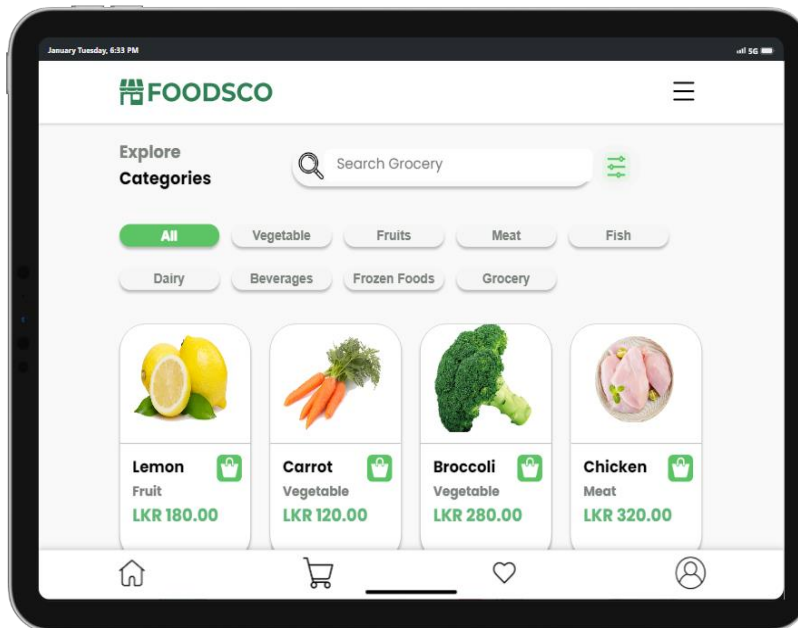 January Tuesday, 6:33 PM
5G
FOODSCO
Explore
Categories
Search Grocery
All
Vegetable
Fruits
Meat
Fish
Dairy
Beverages
Frozen Foods
Grocery
Lemon
Carrot
Broccoli
Chicken
Fruit
Vegetable
Vegetable
Meat
LKR 180.00
LKR 120.00
LKR 280.00
LKR 320.00